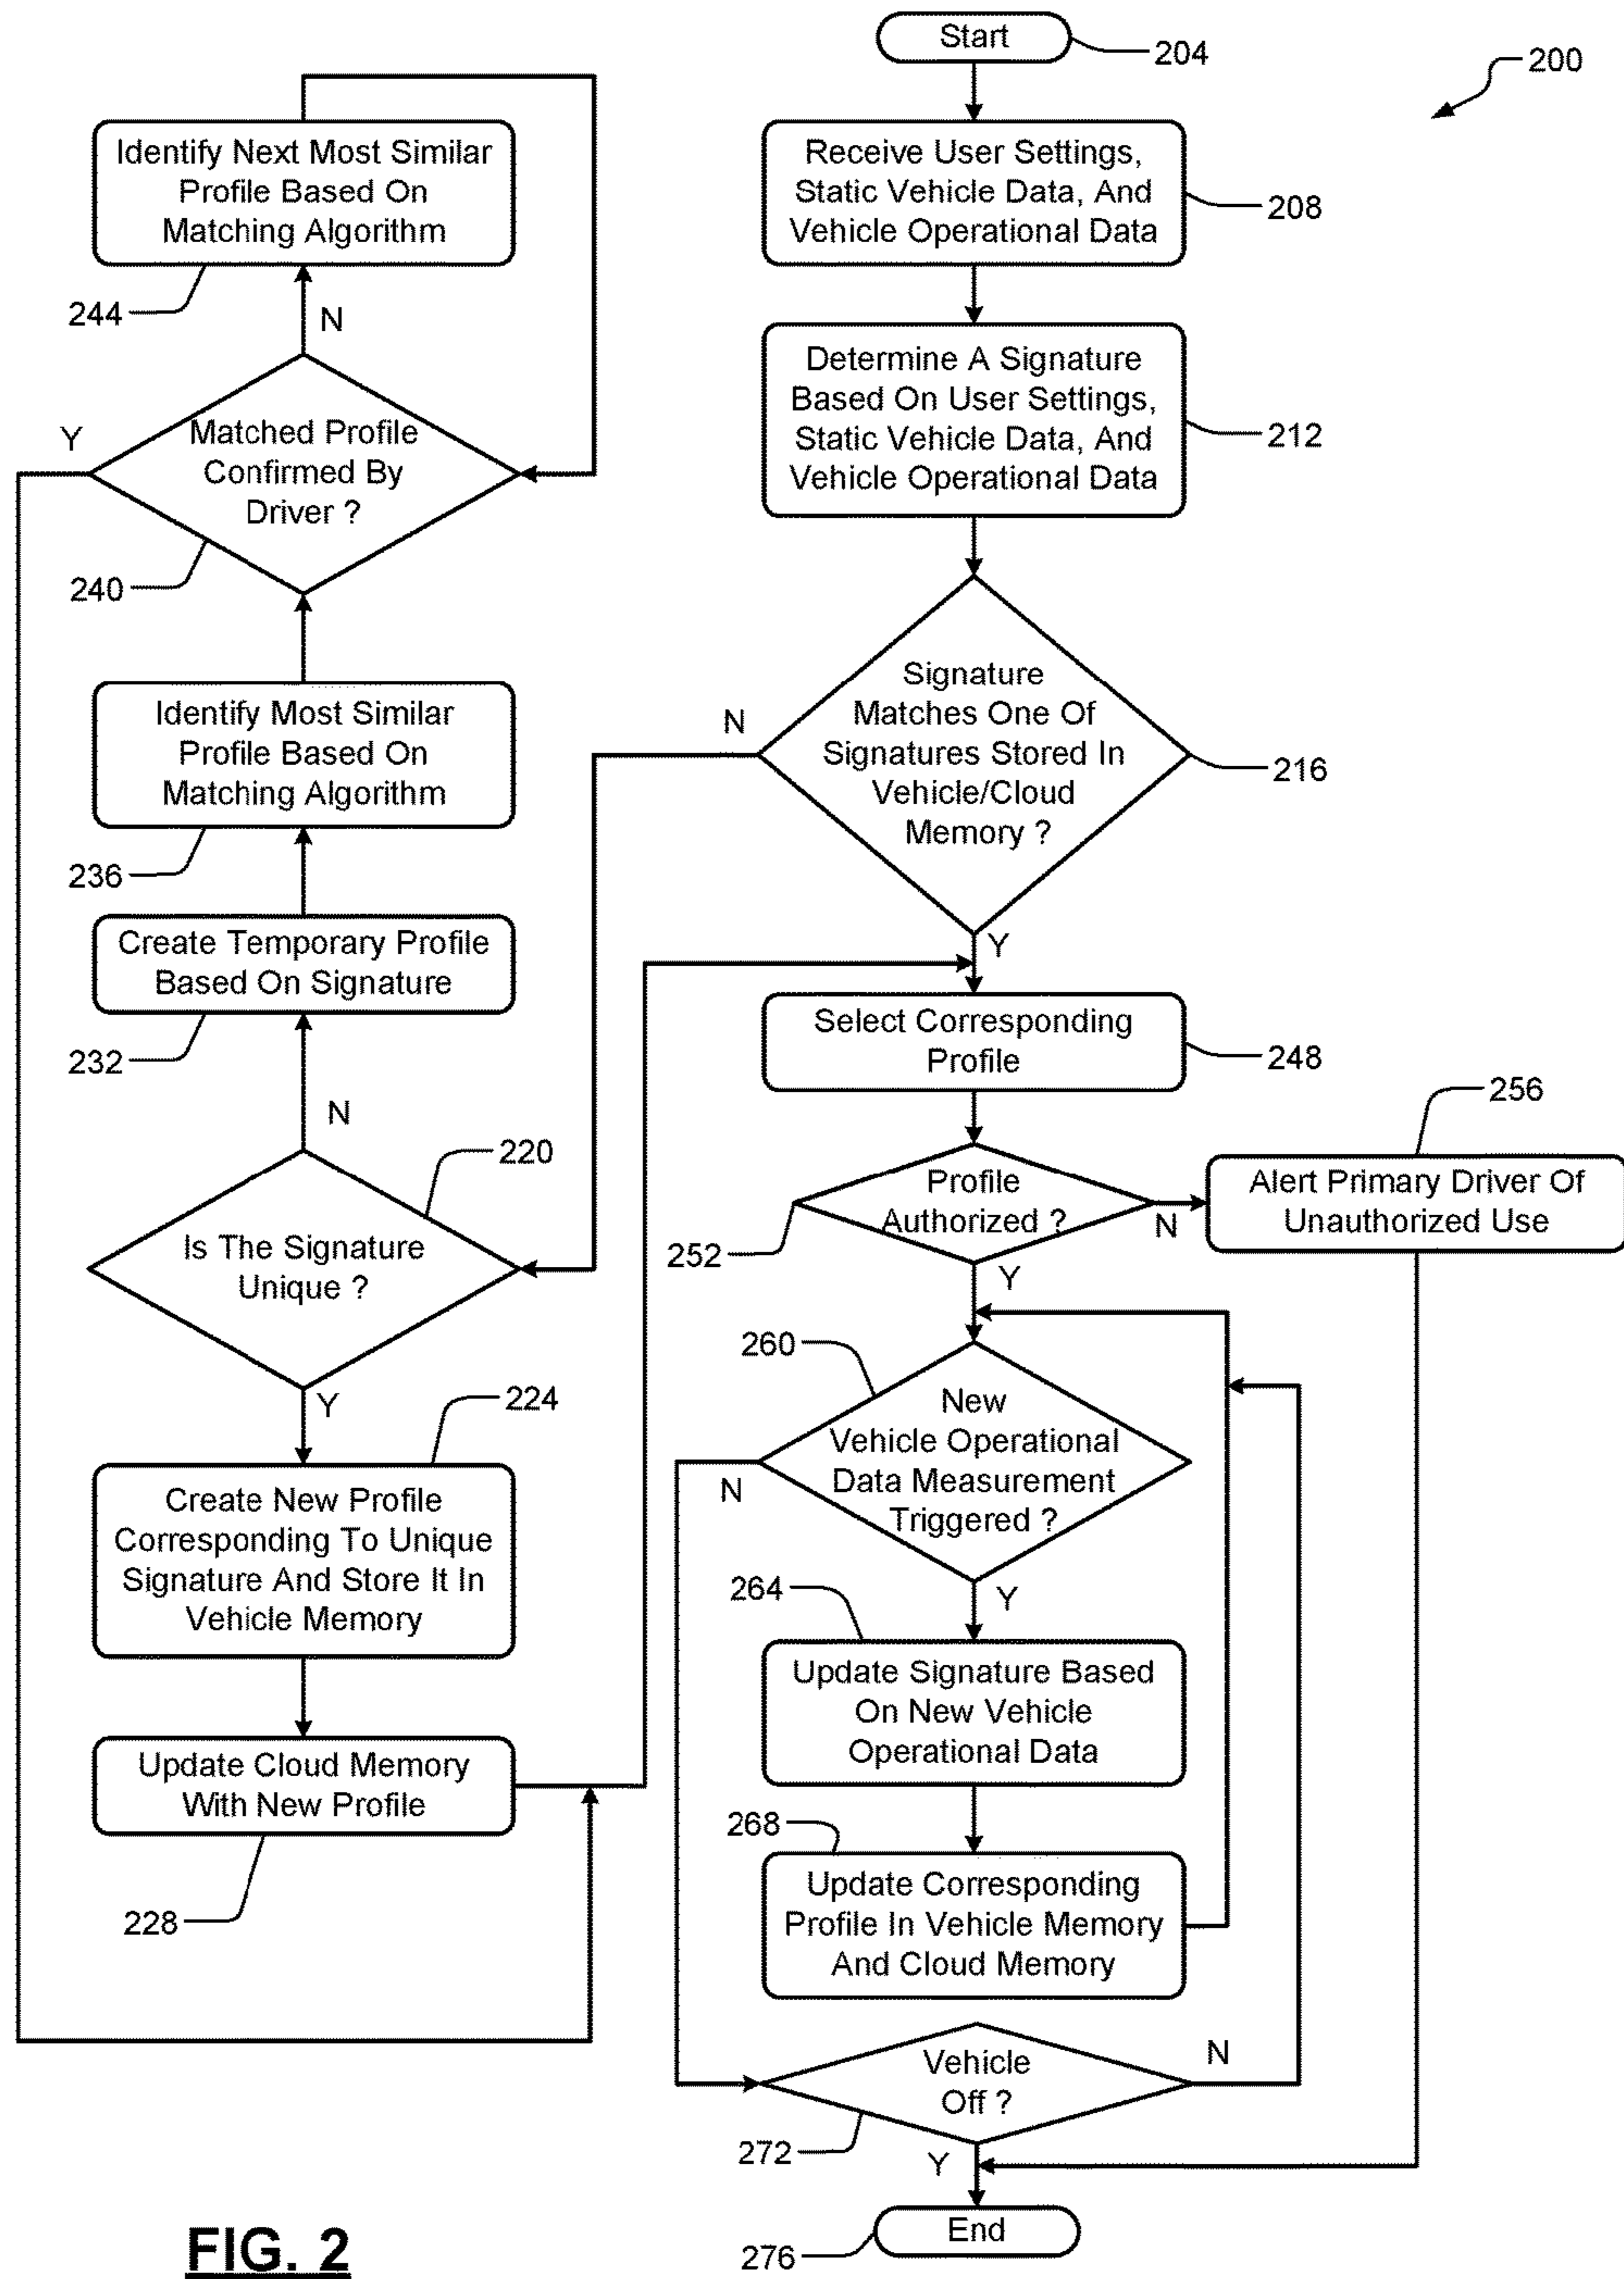 Start
204
200
Receive User Settings,
Static Vehicle Data, And
Vehicle Operational Data
208
Determine A Signature
Based On User Settings,
Static Vehicle Data, And
Vehicle Operational Data
212
Signature
Matches One Of
Signatures Stored In
Vehicle/Cloud
Memory ?
216
N
Y
Is The Signature
Unique ?
220
N
Y
Create New Profile
Corresponding To Unique
Signature And Store It In
Vehicle Memory
224
Update Cloud Memory
With New Profile
228
Create Temporary Profile
Based On Signature
232
Identify Most Similar
Profile Based On
Matching Algorithm
236
Matched Profile
Confirmed By
Driver ?
240
Y
N
Identify Next Most Similar
Profile Based On
Matching Algorithm
244
Select Corresponding
Profile
248
Profile
Authorized ?
252
N
Y
Alert Primary Driver Of
Unauthorized Use
256
New
Vehicle Operational
Data Measurement
Triggered ?
260
N
Y
Update Signature Based
On New Vehicle
Operational Data
264
Update Corresponding
Profile In Vehicle Memory
And Cloud Memory
268
Vehicle
Off ?
272
N
Y
End
276
FIG. 2